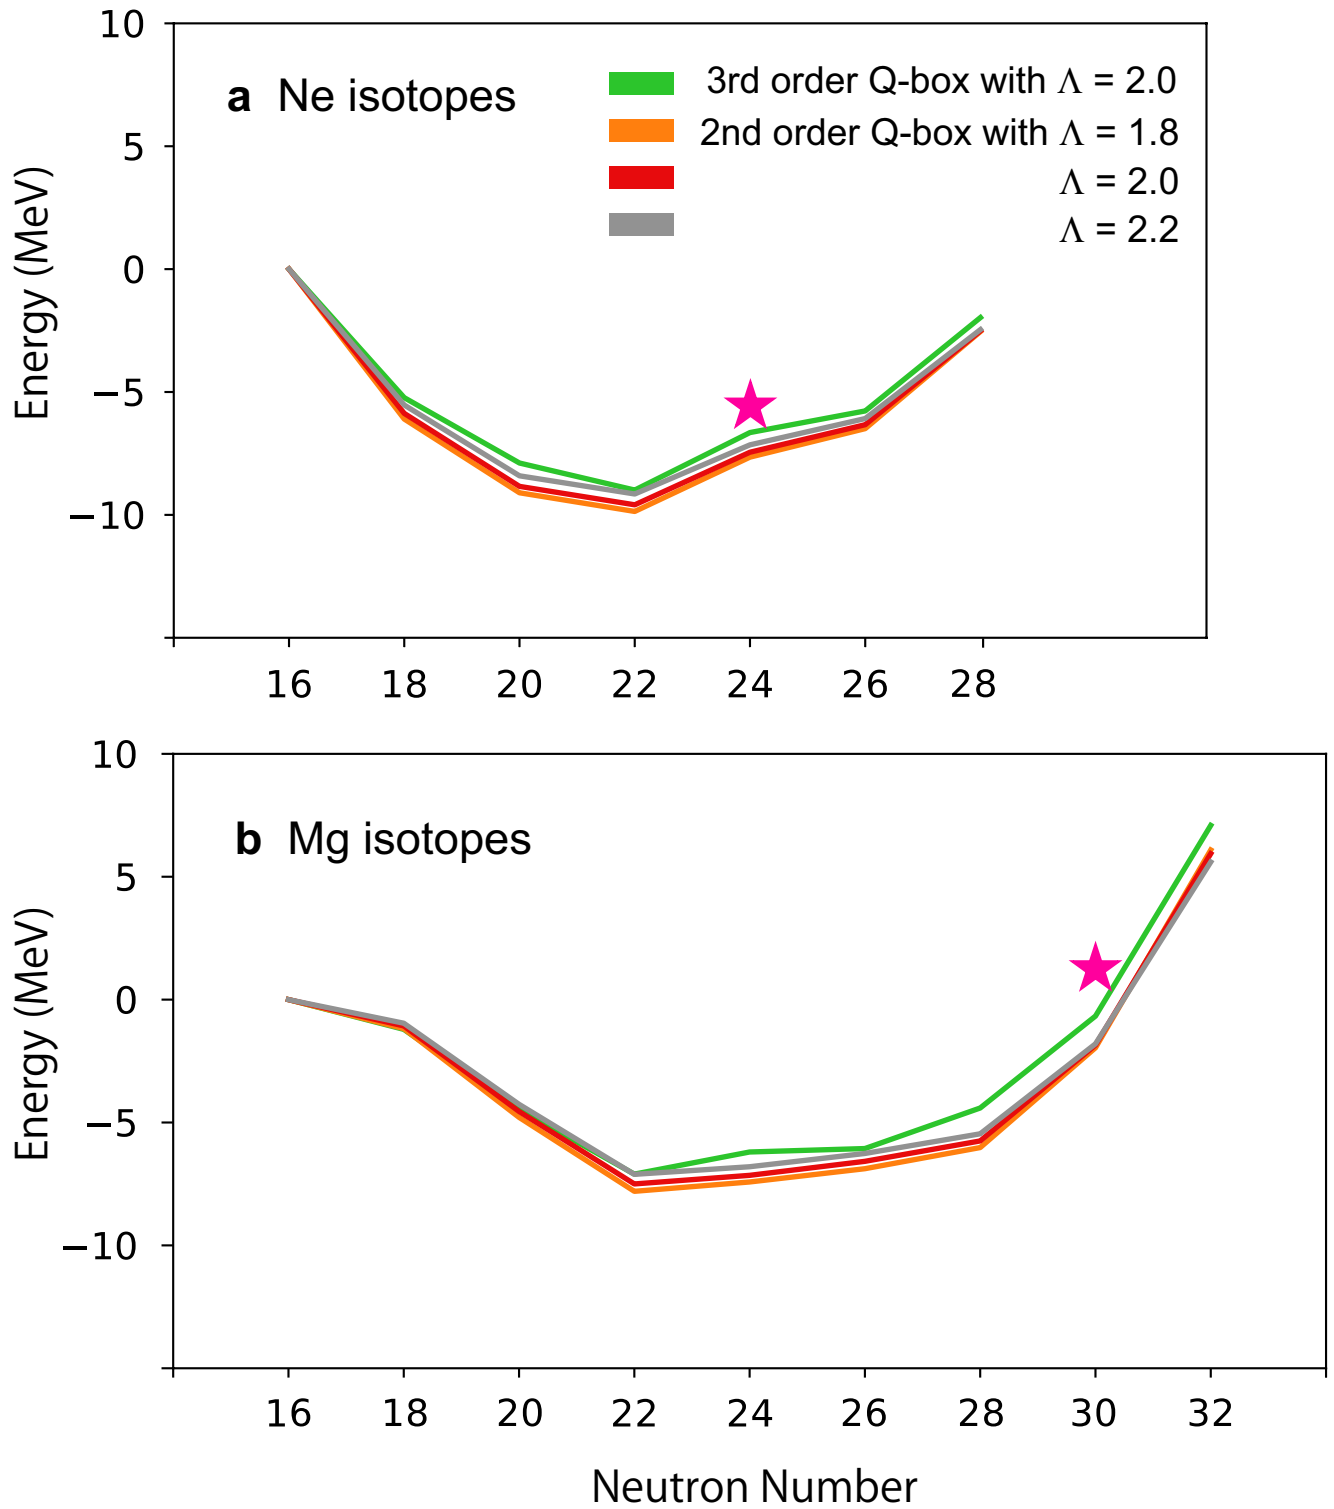 10
a Ne isotopes
3rd order Q-box with Λ = 2.0
2nd order Q-box with Λ = 1.8
Λ = 2.0
Λ = 2.2
5
0
−5
−10
Energy (MeV)
16 18 20 22 24 26 28
10
b Mg isotopes
5
0
−5
−10
Energy (MeV)
16 18 20 22 24 26 28 30 32
Neutron Number